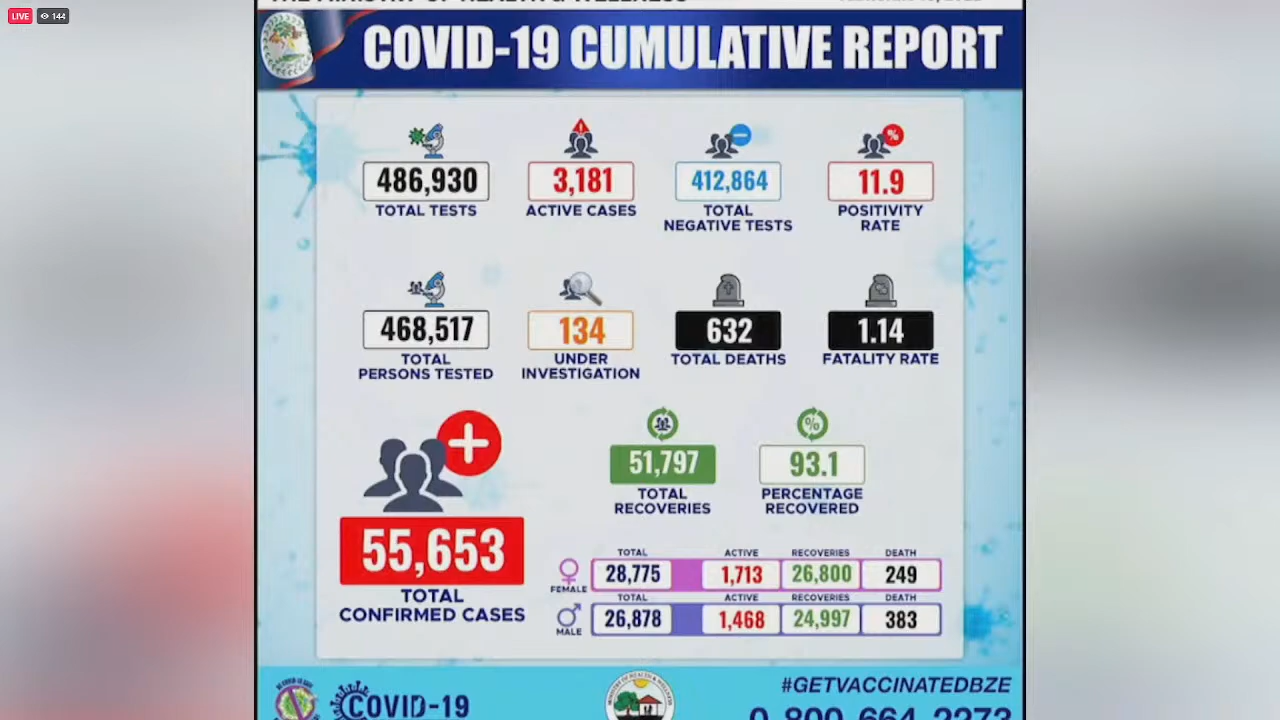 LIVE 144
COVID-19 CUMULATIVE REPORT
486,930
TOTAL TESTS
3,181
ACTIVE CASES
412,864
TOTAL
NEGATIVE TESTS
11.9
POSITIVITY
RATE
%
468,517
TOTAL
PERSONS TESTED
134
UNDER
INVESTIGATION
632
TOTAL DEATHS
1.14
FATALITY RATE
55,653
TOTAL
CONFIRMED CASES
51,797
TOTAL
RECOVERIES
%
93.1
PERCENTAGE
RECOVERED
TOTAL ACTIVE RECOVERIES DEATH
FEMALE 28,775 1,713 26,800 249
TOTAL ACTIVE RECOVERIES DEATH
MALE 26,878 1,468 24,997 383
COVID-19
#GETVACCINATEDBZE
0-800-664-2273